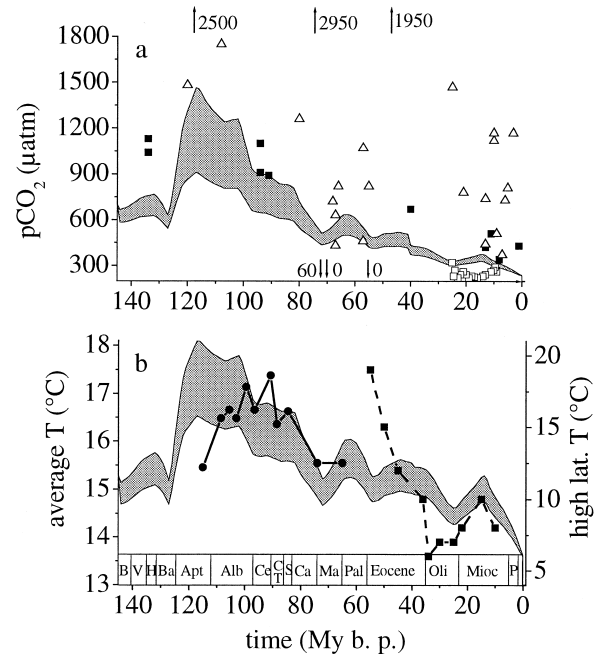 2500 2950 1950
a
1800
1500
1200
900
600
300
pCO2 (µatm)
60 0 0
140 120 100 80 60 40 20 0
b
18
17
16
15
14
13
average T (°C)
20
15
10
5
high lat. T (°C)
B V H Ba Apt Alb Ce C T S Ca Ma Pal Eocene Oli Mioc P
140 120 100 80 60 40 20 0
time (My b. p.)